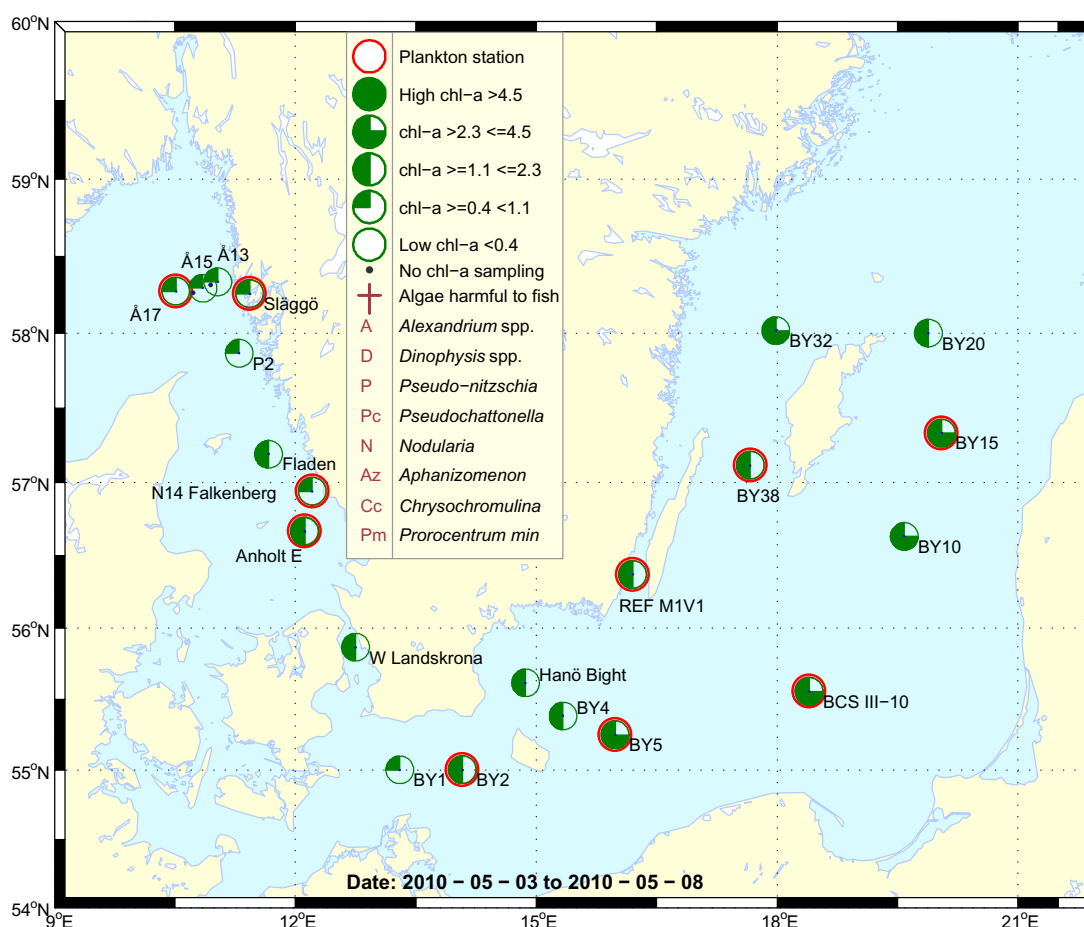 60°N
59°N
58°N
57°N
56°N
55°N
54°N
9°E
12°E
15°E
18°E
21°E
Plankton station
High chl−a >4.5
chl−a >2.3 <=4.5
chl−a >=1.1 <=2.3
chl−a >=0.4 <1.1
Low chl−a <0.4
No chl−a sampling
Algae harmful to fish
A Alexandrium spp.
D Dinophysis spp.
P Pseudo−nitzschia
Pc Pseudochattonella
N Nodularia
Az Aphanizomenon
Cc Chrysochromulina
Pm Prorocentrum min
Å13
Å15
Släggö
Å17
P2
BY32
BY20
BY15
Fladen
N14 Falkenberg
BY38
Anholt E
BY10
REF M1V1
W Landskrona
Hanö Bight
BCS III−10
BY4
BY5
BY1
BY2
Date: 2010 − 05 − 03 to 2010 − 05 − 08